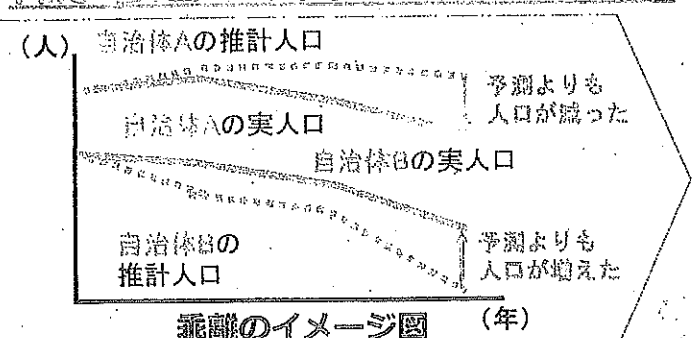 (人)
自治体Aの推計人口
予測よりも
人口が減った
自治体Aの実人口
自治体Bの実人口
自治体Bの
推計人口
予測よりも
人口が増えた
乖離のイメージ図
(年)